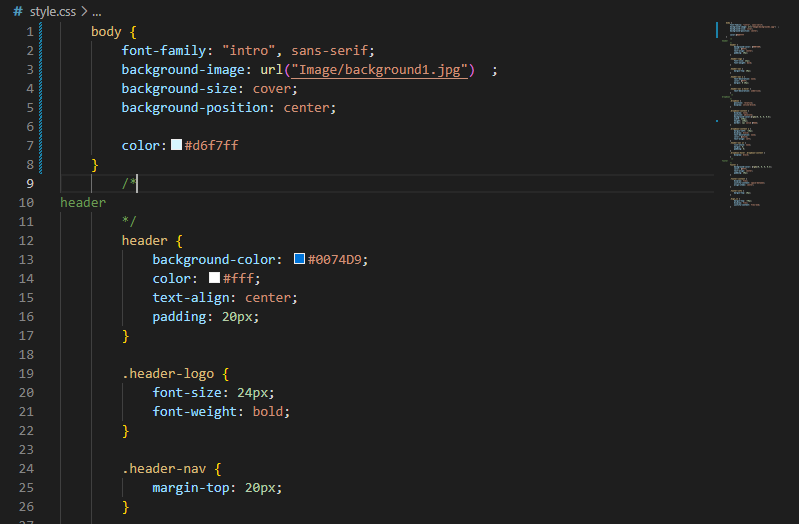 # style.css > ...
1 body {
2 font-family: "intro", sans-serif;
3 background-image: url("Image/background1.jpg")  ;
4 background-size: cover;
5 background-position: center;
6
7 color: #d6f7ff
8 }
9 /*
10 header
11 */
12 header {
13 background-color: #0074D9;
14 color: #fff;
15 text-align: center;
16 padding: 20px;
17 }
18
19 .header-logo {
20 font-size: 24px;
21 font-weight: bold;
22 }
23
24 .header-nav {
25 margin-top: 20px;
26 }
27